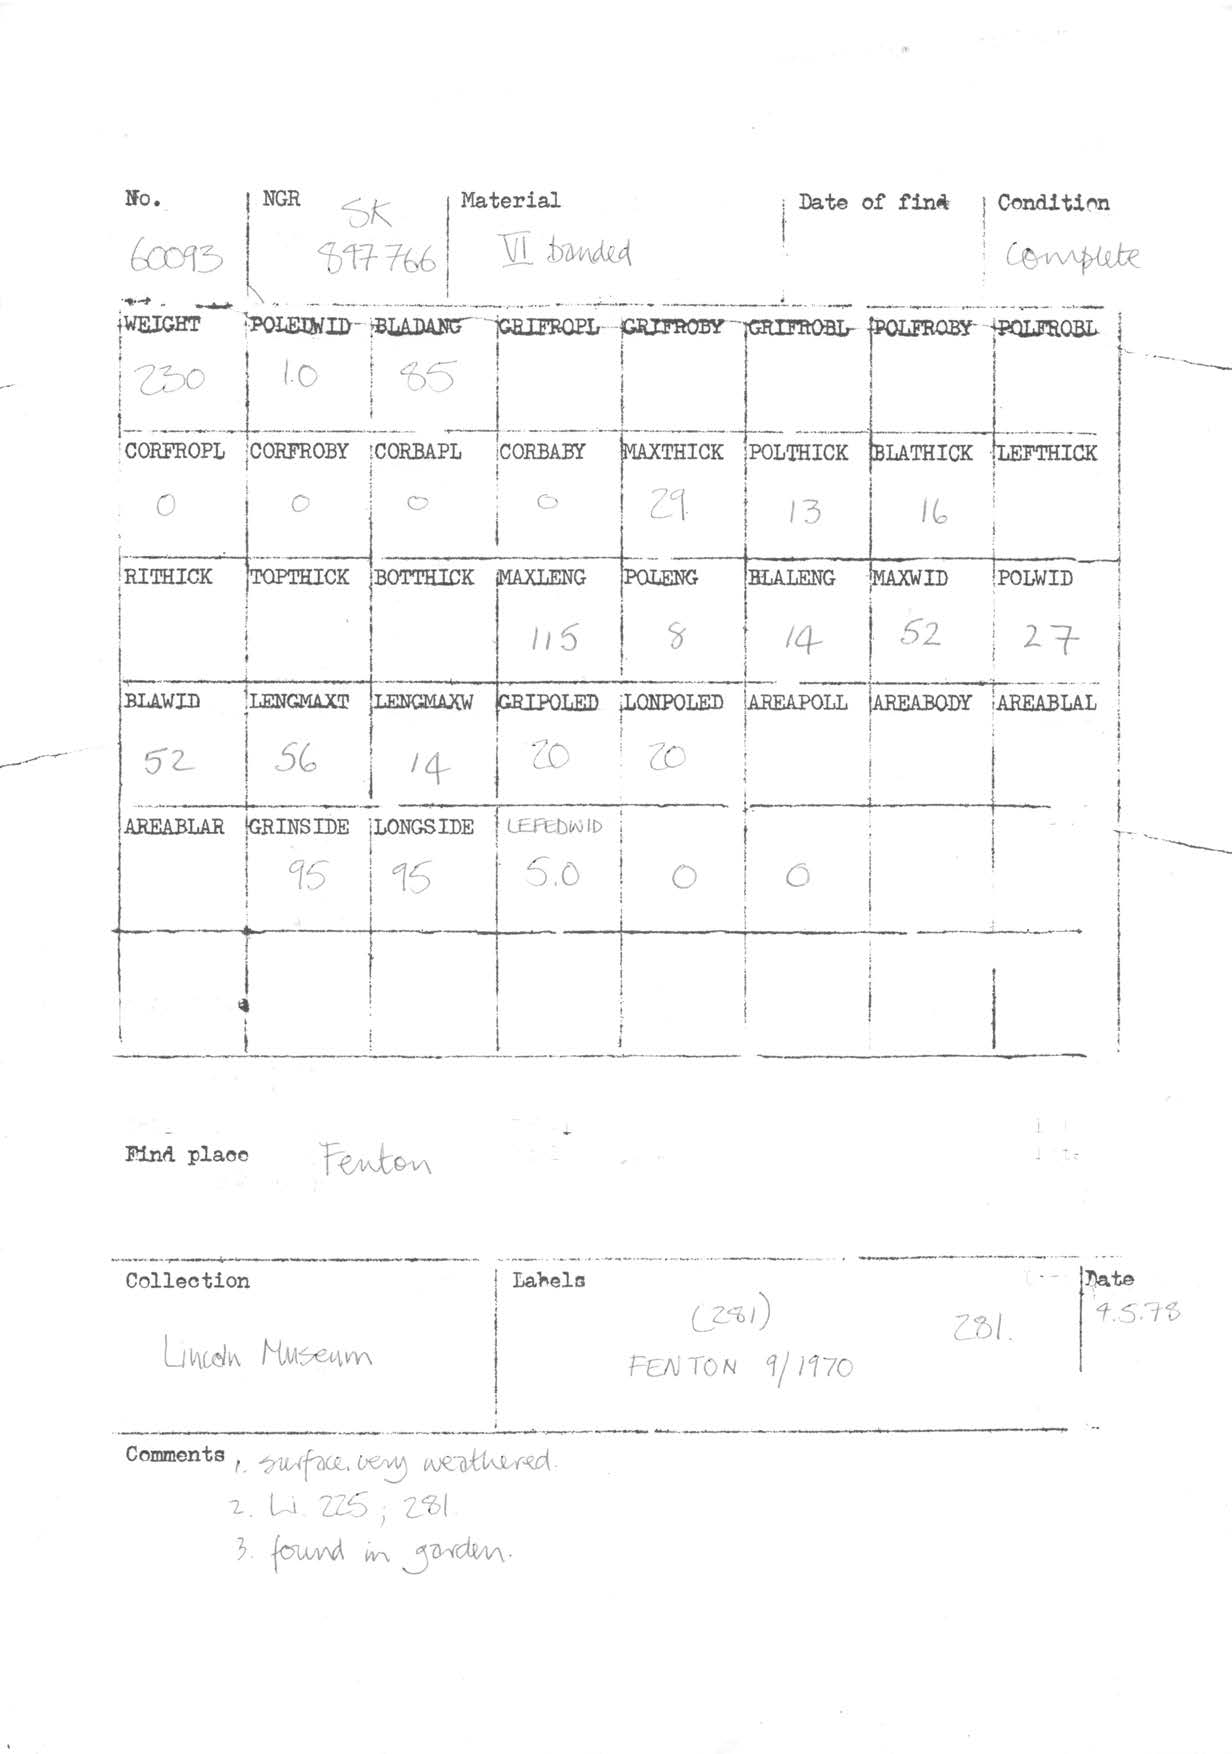 No. NGR Material Date of find Condition
SK
60093 897766 VI banded Complete
WEIGHT POLEDWID BLADANG GRIFROPL GRIFROBY GRIFROBL POLFROBY POLFROBL
230 1.0 85
CORFROPL CORFROBY CORBAPL CORBABY MAXTHICK POLTHICK BLATHICK LEFTHICK
0 0 0 0 29 13 16
RITHICK TOPTHICK BOTTHICK MAXLENG POLENG BLALENG MAXWID POLWID
115 8 14 52 27
BLAWID LENGMAXT LENGMAXW GRIPOLED LONPOLED AREAPOLL AREABODY AREABLAL
52 56 14 20 20
AREABLAR GRINSIDE LONGSIDE LEFEDWID
95 95 5.0 0 0
Find place Fenton
Collection Labels Date
(281) 281. 9.5.78
Lincoln Museum FENTON 9/1970
Comments 1. surface very weathered.
2. Li. 225; 281
3. found in garden.